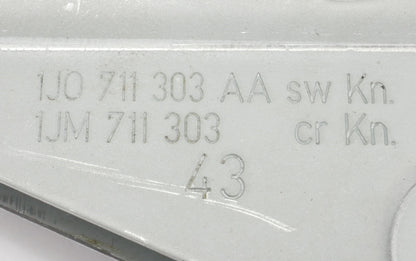 1J0 711 303 AA sw Kn.
1JM 711 303 cr Kn.
43